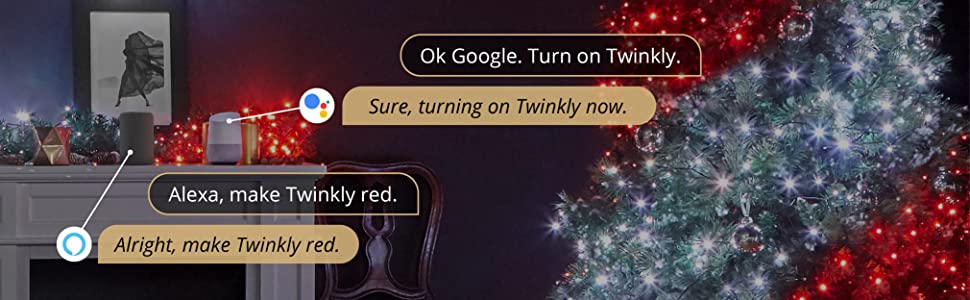 Ok Google. Turn on Twinkly.
Sure, turning on Twinkly now.
Alexa, make Twinkly red.
Alright, make Twinkly red.